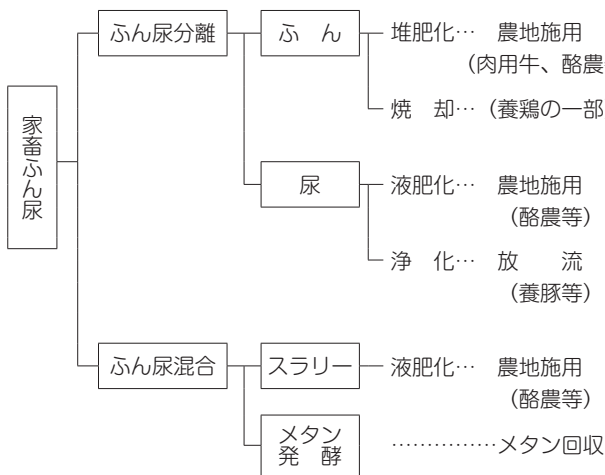 家畜ふん尿
ふん尿分離
ふ ん
堆肥化… 農地施用
(肉用牛、酪農
焼 却… (養鶏の一部
尿
液肥化… 農地施用
(酪農等)
浄 化… 放 流
(養豚等)
ふん尿混合
スラリー
液肥化… 農地施用
(酪農等)
メタン
発 酵
……………メタン回収